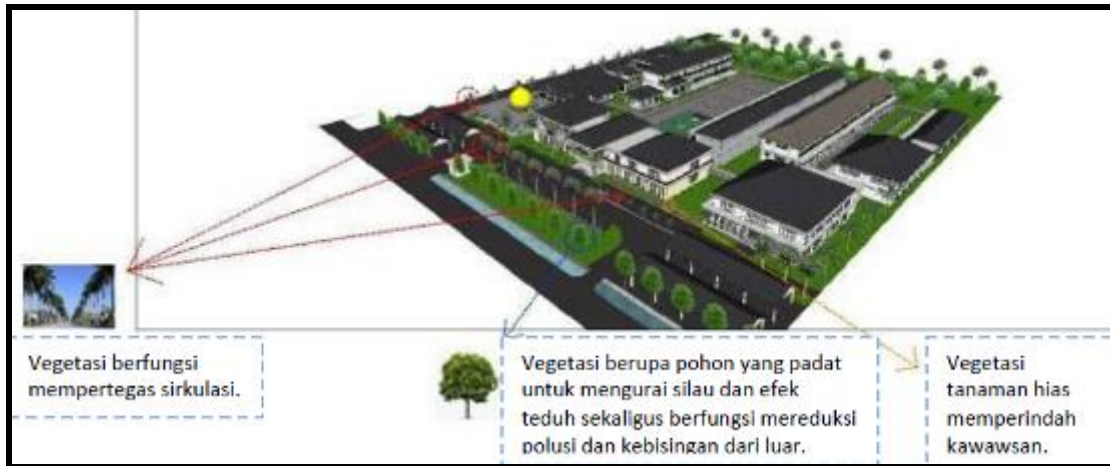 Vegetasi berfungsi
mempertegas sirkulasi.
Vegetasi berupa pohon yang padat
untuk mengurai silau dan efek
teduh sekaligus berfungsi mereduksi
polusi dan kebisingan dari luar.
Vegetasi
tanaman hias
memperindah
kawawsan.